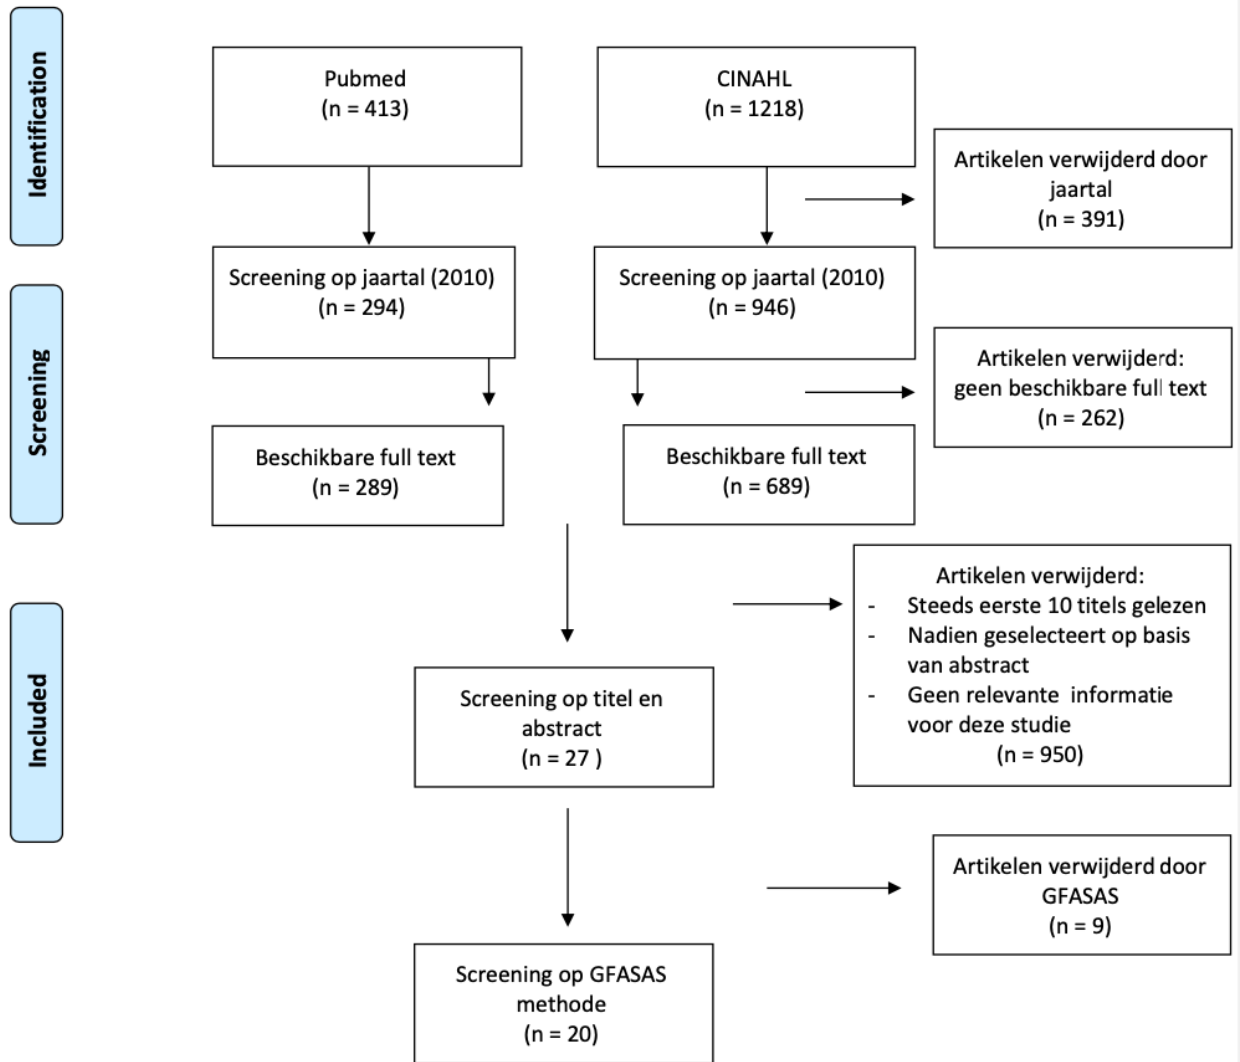 Identification
Pubmed
(n = 413)
CINAHL
(n = 1218)
Artikelen verwijderd door
jaartal
(n = 391)
Screening
Screening op jaartal (2010)
(n = 294)
Screening op jaartal (2010)
(n = 946)
Artikelen verwijderd:
geen beschikbare full text
(n = 262)
Beschikbare full text
(n = 289)
Beschikbare full text
(n = 689)
Included
Artikelen verwijderd:
- Steeds eerste 10 titels gelezen
- Nadien geselecteert op basis
van abstract
- Geen relevante informatie
voor deze studie
(n = 950)
Screening op titel en
abstract
(n = 27 )
Artikelen verwijderd door
GFASAS
(n = 9)
Screening op GFASAS
methode
(n = 20)